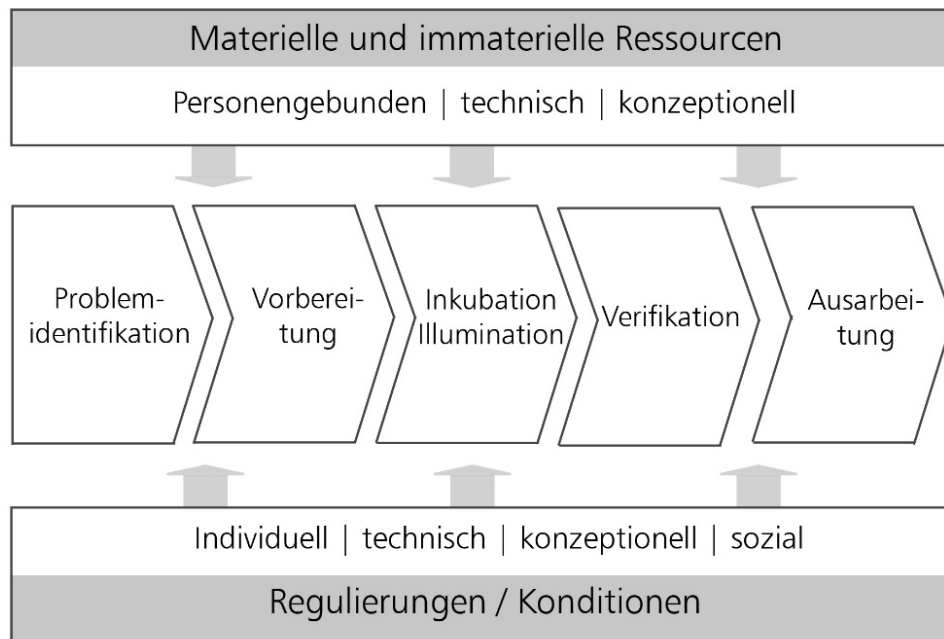 Materielle und immaterielle Ressourcen
Personengebunden | technisch | konzeptionell
Problem-
identifikation
Vorberei-
tung
Inkubation
Illumination
Verifikation
Ausarbei-
tung
Individuell | technisch | konzeptionell | sozial
Regulierungen / Konditionen